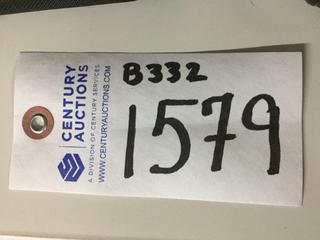 CENTURY
AUCTIONS
A DIVISION OF CENTURY SERVICES
WWW.CENTURYAUCTIONS.COM
B332
1579